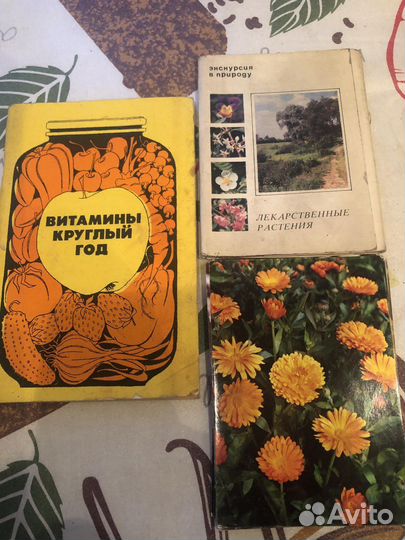 ВИТАМИНЫ
КРУГЛЫЙ
ГОД
экскурсия
в природу
ЛЕКАРСТВЕННЫЕ
РАСТЕНИЯ
Avito